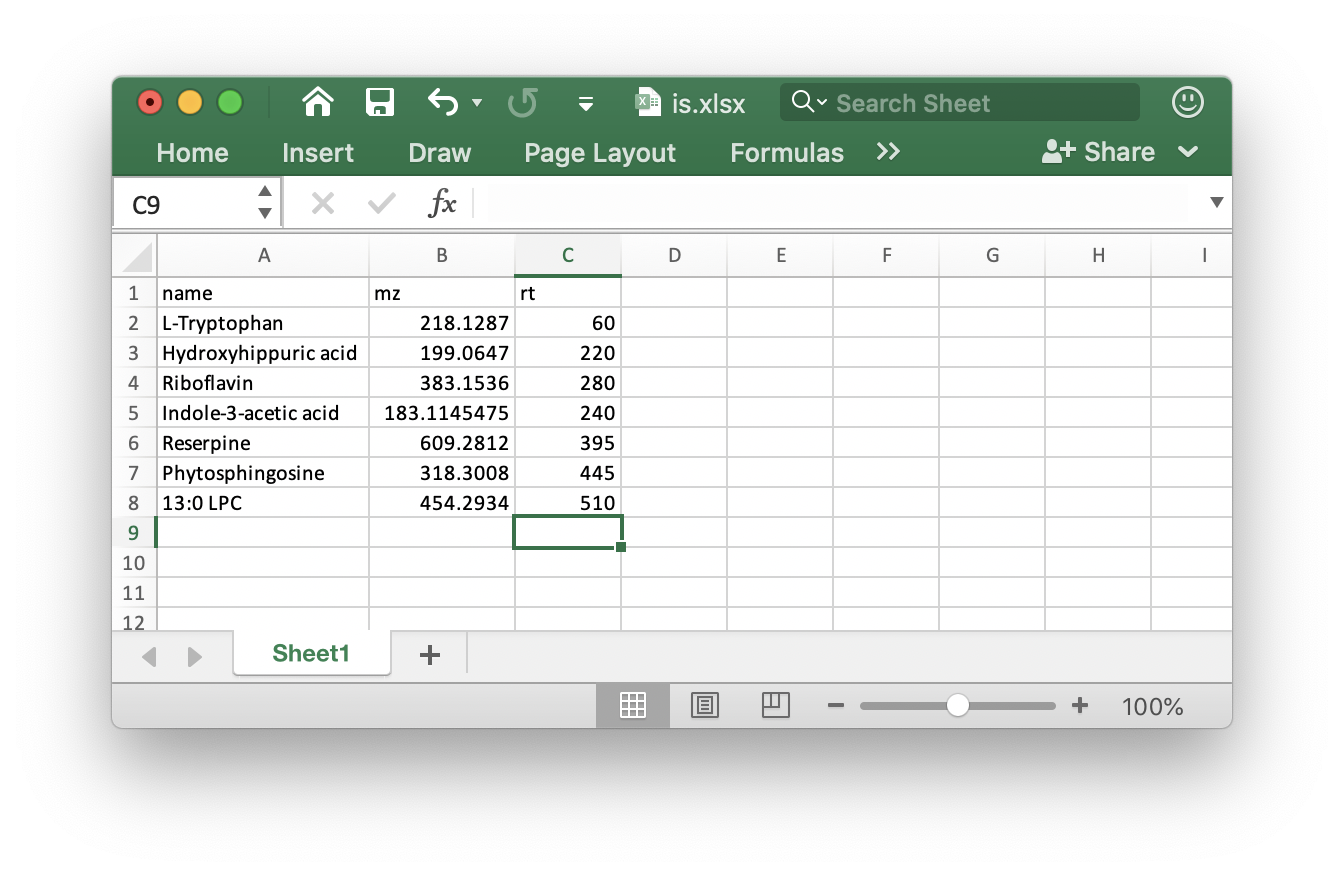 is.xlsx Search Sheet
Home Insert Draw Page Layout Formulas >> Share
C9 fx
A B C D E F G H I
1 name mz rt
2 L-Tryptophan 218.1287 60
3 Hydroxyhippuric acid 199.0647 220
4 Riboflavin 383.1536 280
5 Indole-3-acetic acid 183.1145475 240
6 Reserpine 609.2812 395
7 Phytosphingosine 318.3008 445
8 13:0 LPC 454.2934 510
9
10
11
12
Sheet1 +
100%